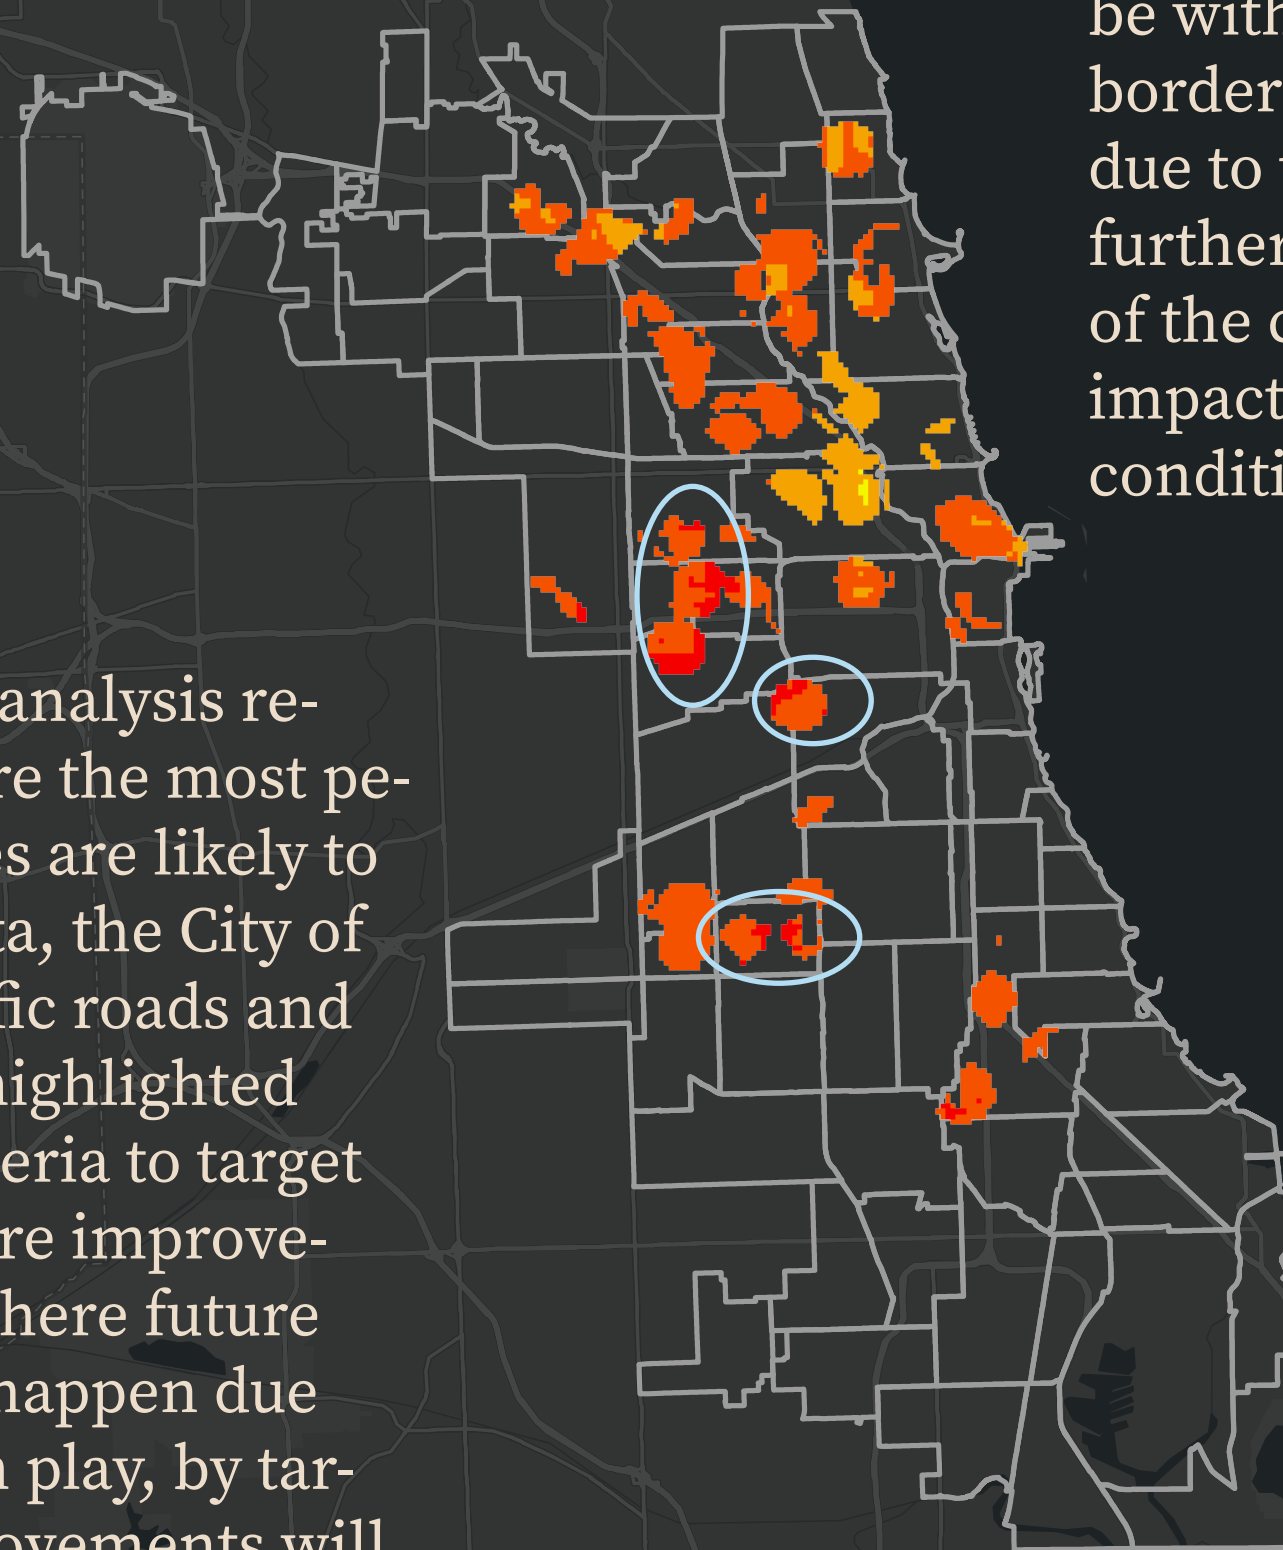 analysis re-
re the most pe-
es are likely to
ta, the City of
fic roads and
highlighted
eria to target
re improve-
here future
happen due
n play, by tar-
ovements will
be with
border
due to
further
of the c
impact
conditi